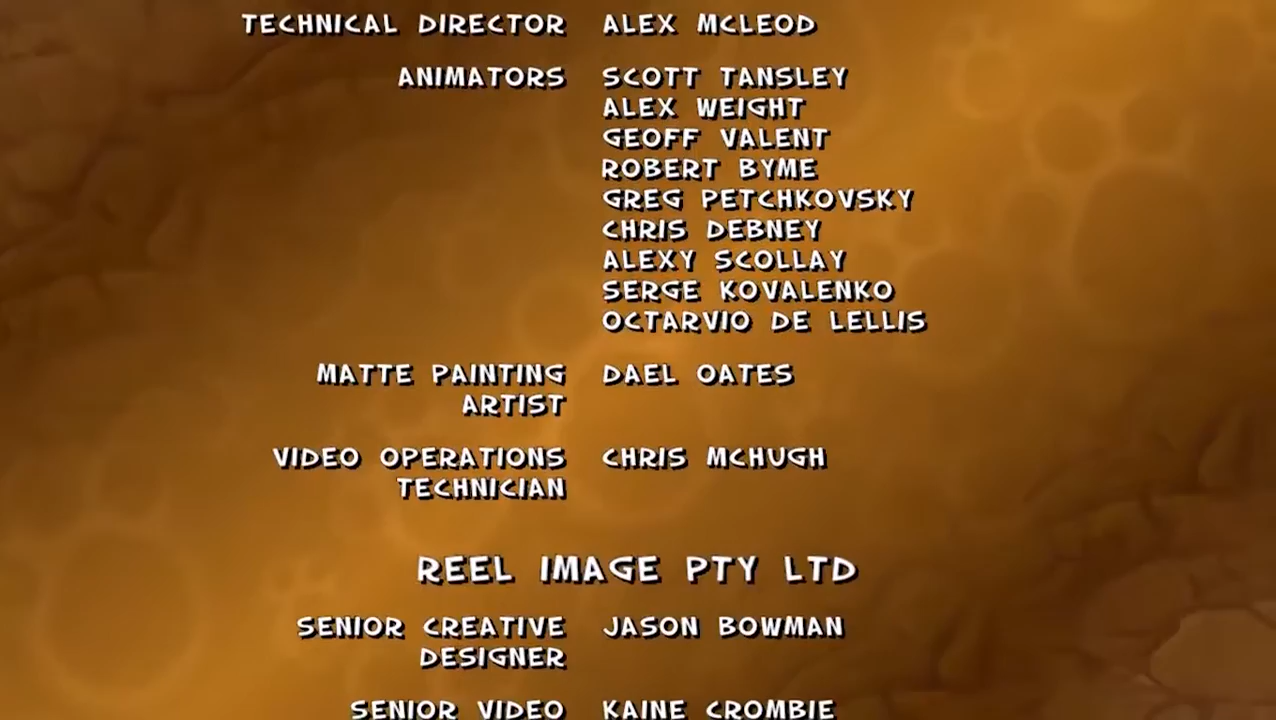 TECHNICAL DIRECTOR ALEX MCLEOD
ANIMATORS SCOTT TANSLEY
ALEX WEIGHT
GEOFF VALENT
ROBERT BYME
GREG PETCHKOVSKY
CHRIS DEBNEY
ALEXY SCOLLAY
SERGE KOVALENKO
OCTARVIO DE LELLIS
MATTE PAINTING DAEL OATES
ARTIST
VIDEO OPERATIONS CHRIS MCHUGH
TECHNICIAN
REEL IMAGE PTY LTD
SENIOR CREATIVE JASON BOWMAN
DESIGNER
SENIOR VIDEO KAINE CROMBIE